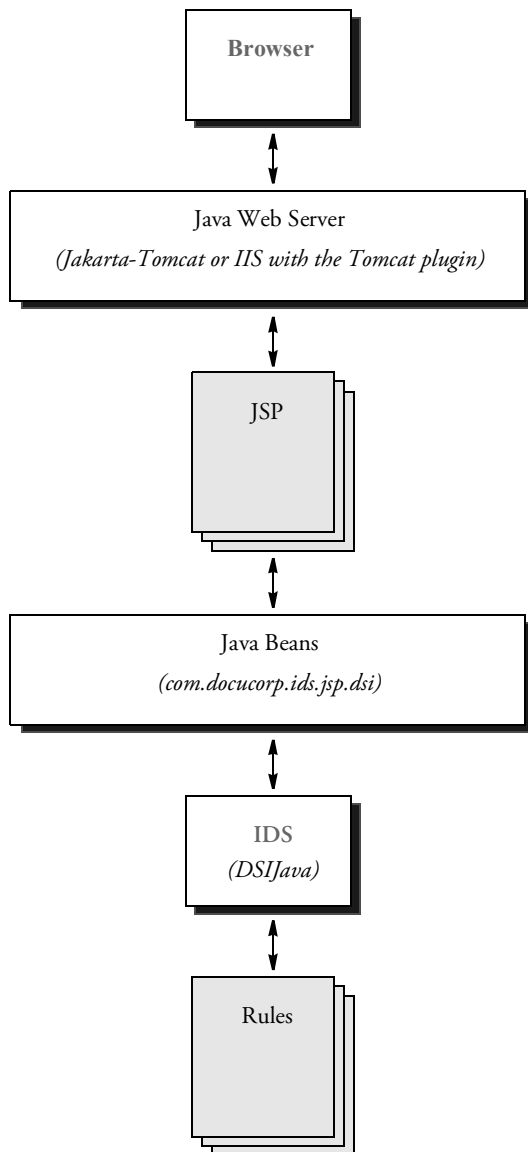 Browser
Java Web Server
(Jakarta-Tomcat or IIS with the Tomcat plugin)
JSP
Java Beans
(com.docucorp.ids.jsp.dsi)
IDS
(DSIJava)
Rules